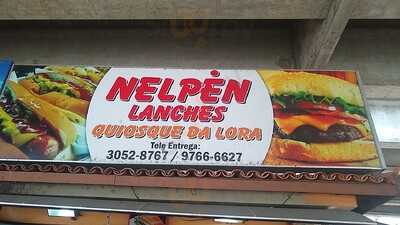 NELPÈN
LANCHES
QUIOSQUE DA LORA
Tele Entrega:
3052-8767 / 9766-6627